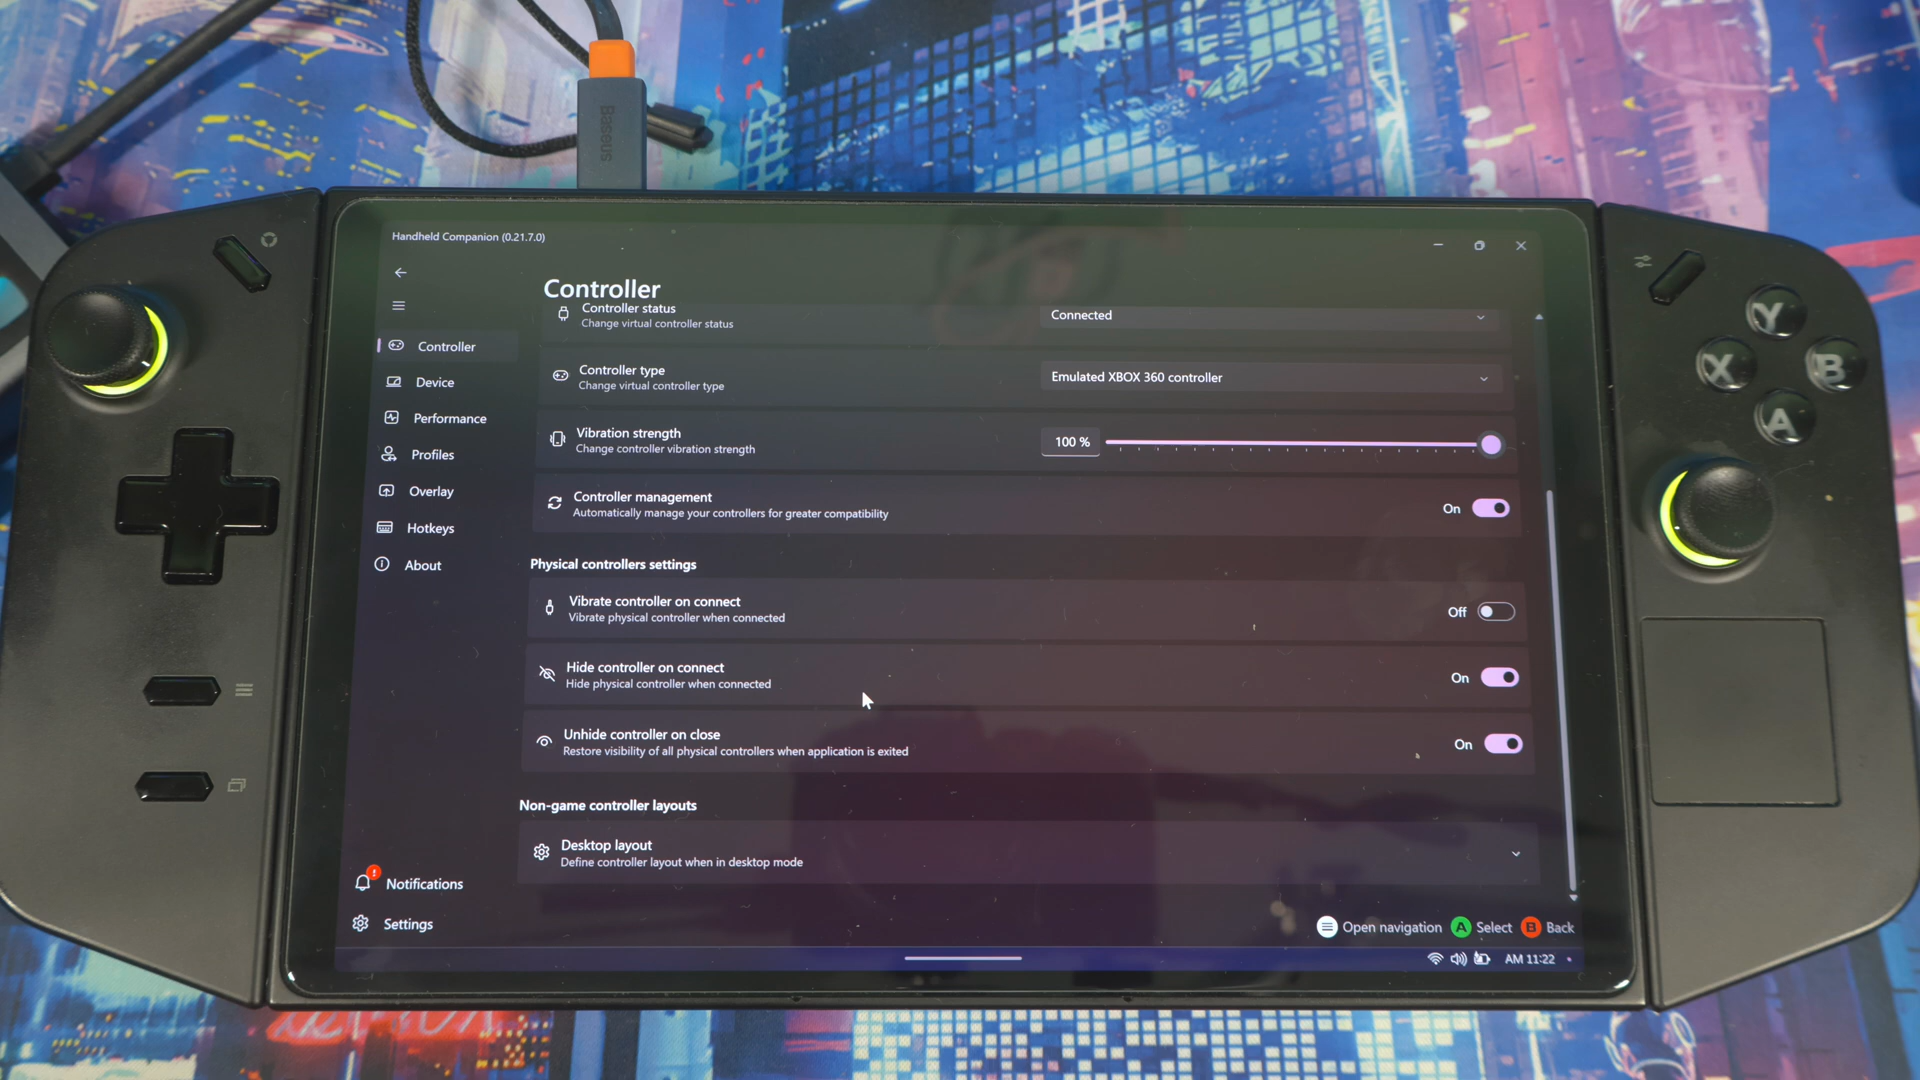 Baseus
Handheld Companion (0.21.7.0)
Controller
Controller status
Change virtual controller status
Connected
Controller type
Change virtual controller type
Emulated XBOX 360 controller
Vibration strength
Change controller vibration strength
100 %
Controller management
Automatically manage your controllers for greater compatibility
On
Physical controllers settings
Vibrate controller on connect
Vibrate physical controller when connected
Off
Hide controller on connect
Hide physical controller when connected
On
Unhide controller on close
Restore visibility of all physical controllers when application is exited
On
Non-game controller layouts
Desktop layout
Define controller layout when in desktop mode
Controller
Device
Performance
Profiles
Overlay
Hotkeys
About
Notifications
Settings
Open navigation A Select B Back
AM 11:22
Y
X
B
A